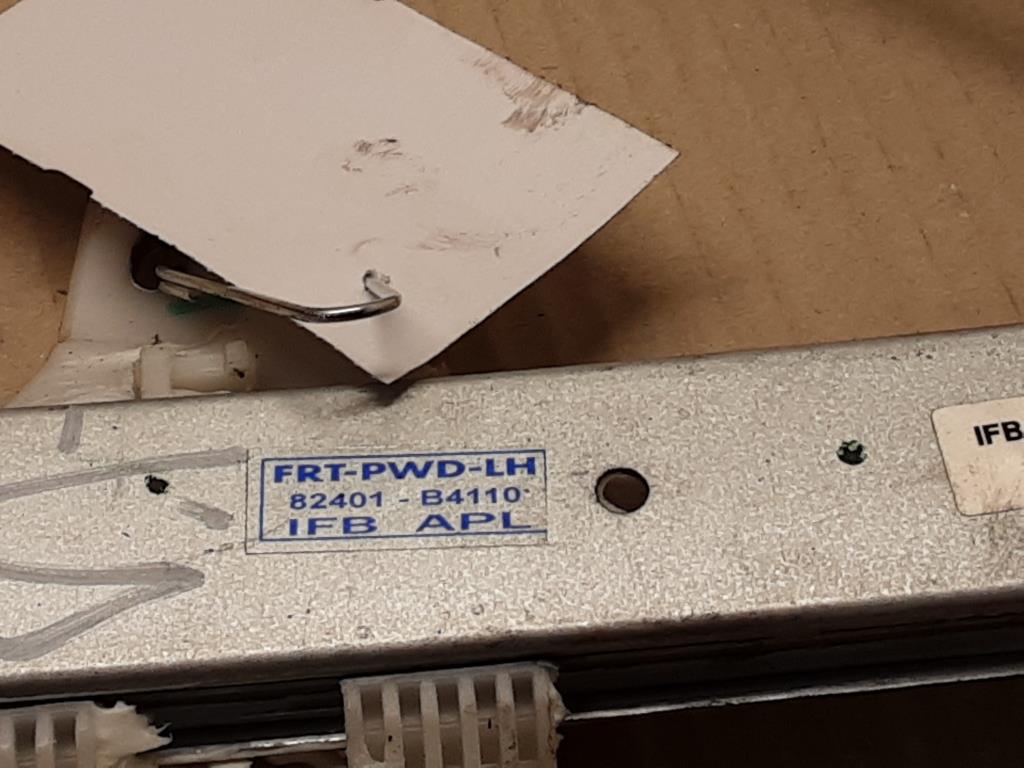 FRT-PWD-LH
82401 - B4110
IFB APL
IFB